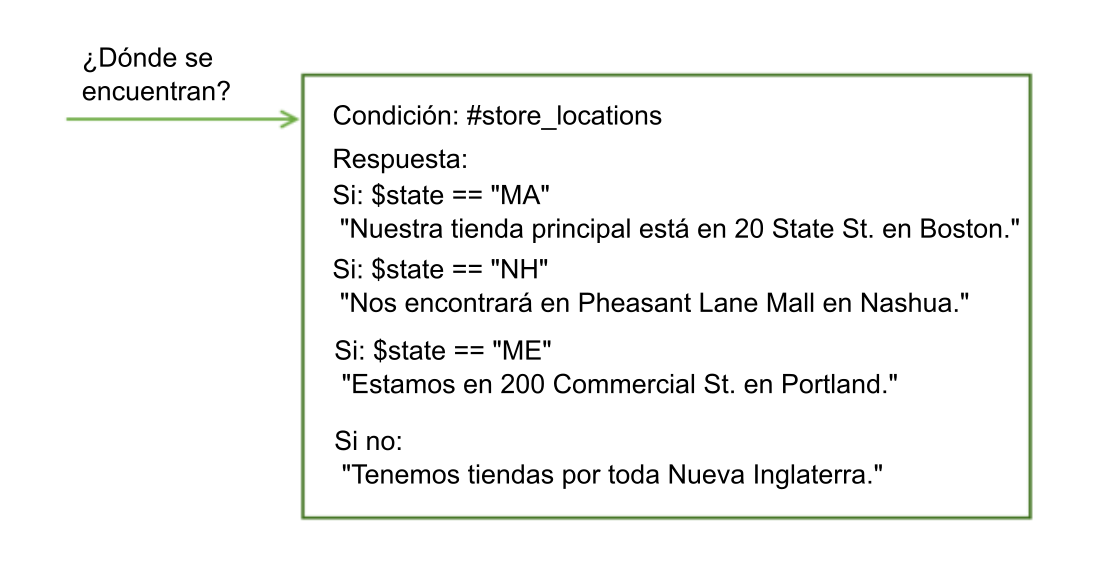 ¿Dónde se
encuentran?
Condición: #store_locations
Respuesta:
Si: $state == "MA"
"Nuestra tienda principal está en 20 State St. en Boston."
Si: $state == "NH"
"Nos encontrará en Pheasant Lane Mall en Nashua."
Si: $state == "ME"
"Estamos en 200 Commercial St. en Portland."
Si no:
"Tenemos tiendas por toda Nueva Inglaterra."